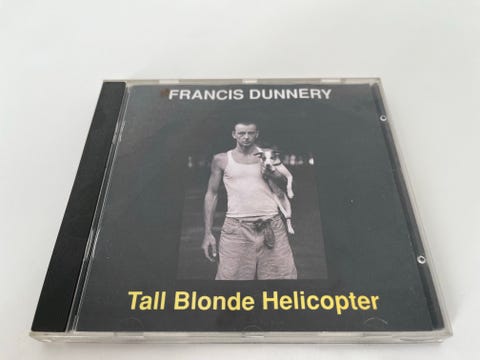 FRANCIS DUNNERY
Tall Blonde Helicopter